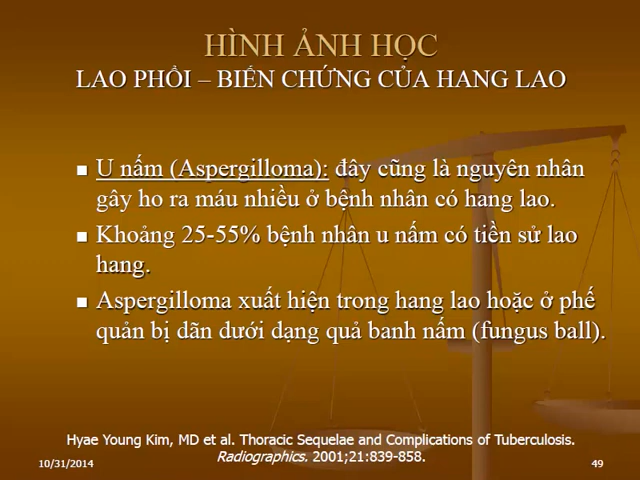 HÌNH ẢNH HỌC
LAO PHỔI – BIẾN CHỨNG CỦA HANG LAO
U nấm (Aspergilloma): đây cũng là nguyên nhân
gây ho ra máu nhiều ở bệnh nhân có hang lao.
Khoảng 25-55% bệnh nhân u nấm có tiền sử lao
hang.
Aspergilloma xuất hiện trong hang lao hoặc ở phế
quản bị dãn dưới dạng quả banh nấm (fungus ball).
Hyae Young Kim, MD et al. Thoracic Sequelae and Complications of Tuberculosis.
Radiographics. 2001;21:839-858.
10/31/2014
49